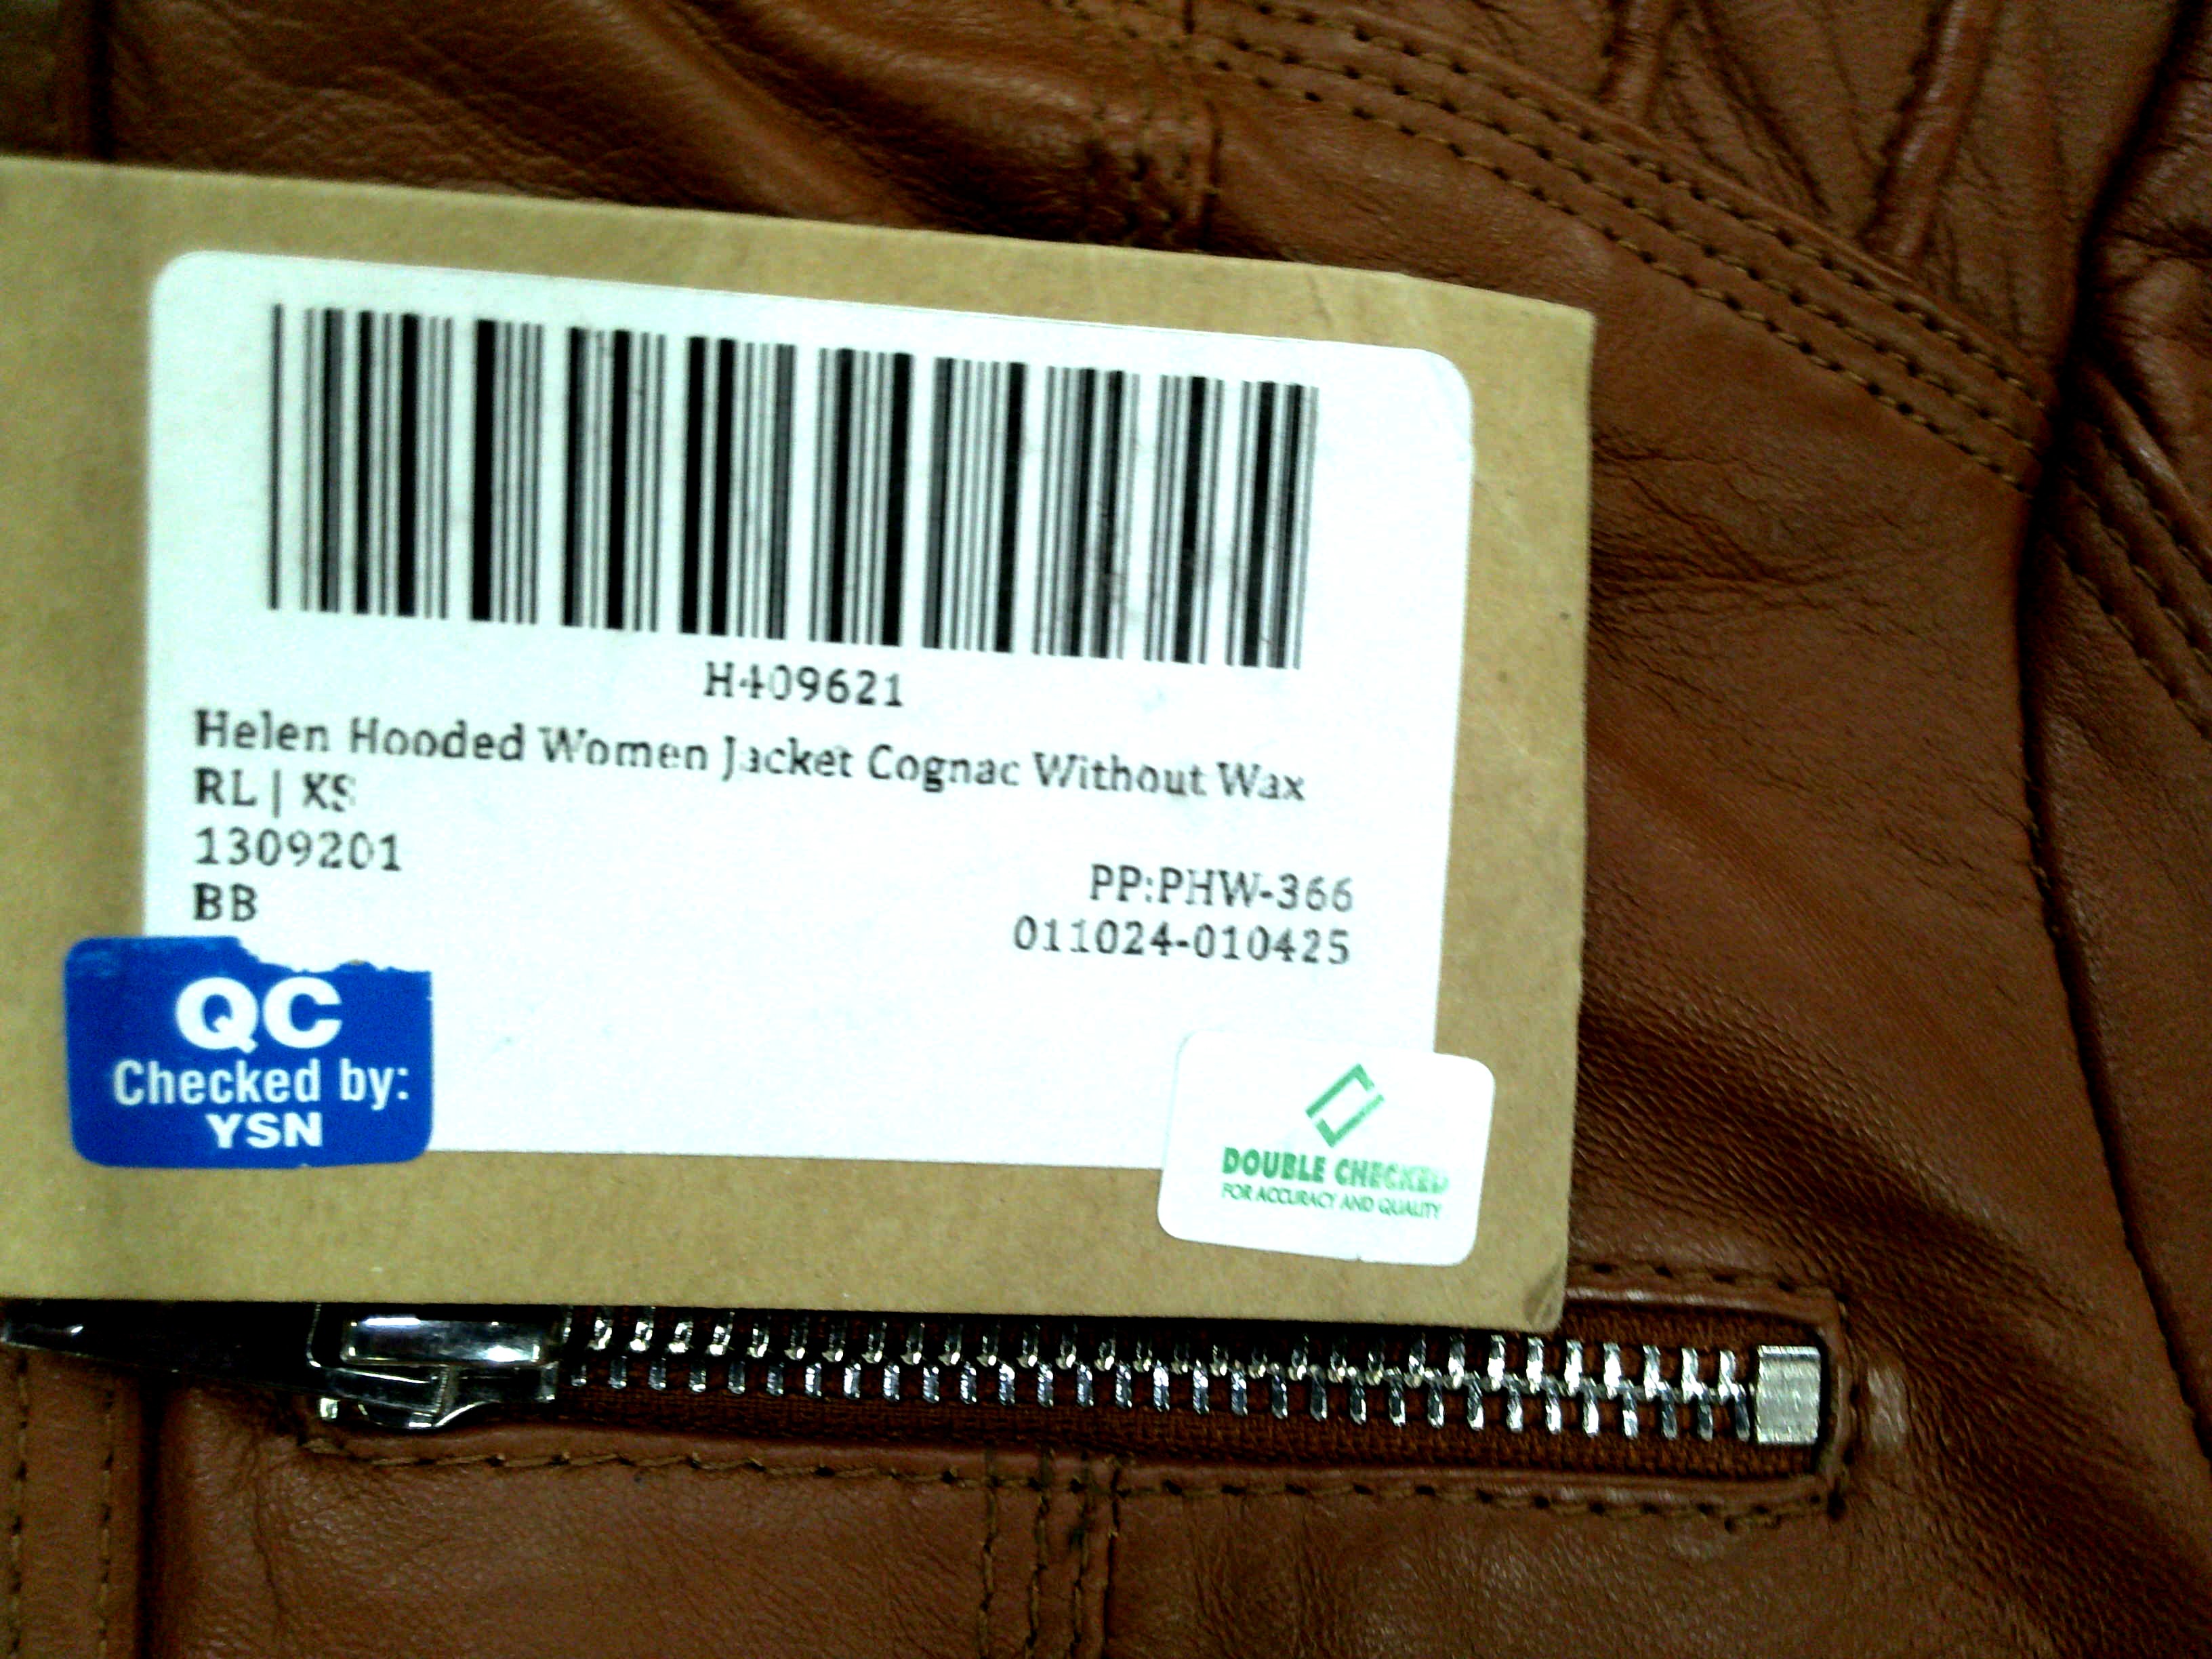 H409621
Helen Hooded Women Jacket Cognac Without Wax
RL | XS
1309201
BB
PP:PHW-366
011024-010425
QC
Checked by:
YSN
DOUBLE CHECKED
FOR ACCURACY AND QUALITY